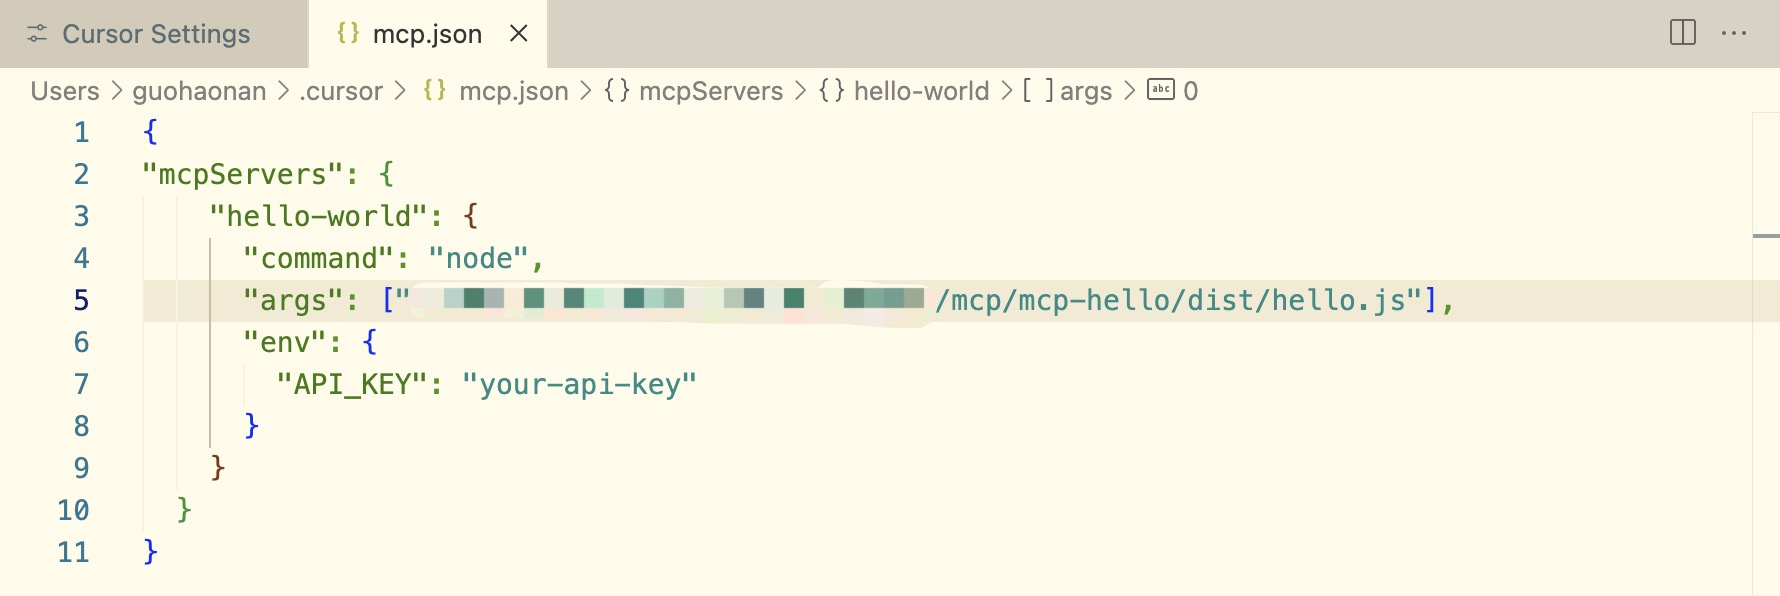 Cursor Settings
{} mcp.json ×
Users > guohaonan > .cursor > {} mcp.json > {} mcpServers > {} hello-world > [ ] args > abc 0
1 {
2 "mcpServers": {
3 "hello-world": {
4 "command": "node",
5 "args": ["/mcp/mcp-hello/dist/hello.js"],
6 "env": {
7 "API_KEY": "your-api-key"
8 }
9 }
10 }
11 }